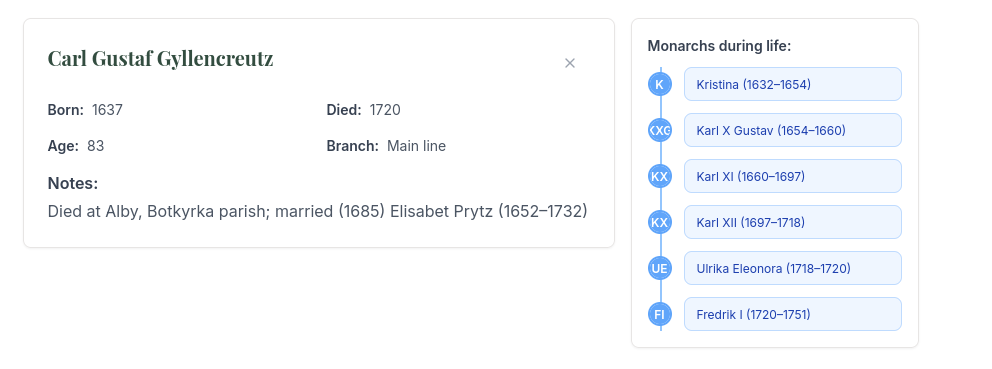 Carl Gustaf Gyllencreutz
×
Born: 1637
Died: 1720
Age: 83
Branch: Main line
Notes:
Died at Alby, Botkyrka parish; married (1685) Elisabet Prytz (1652–1732)
Monarchs during life:
K
Kristina (1632–1654)
KXG
Karl X Gustav (1654–1660)
KX
Karl XI (1660–1697)
KX
Karl XII (1697–1718)
UE
Ulrika Eleonora (1718–1720)
FI
Fredrik I (1720–1751)